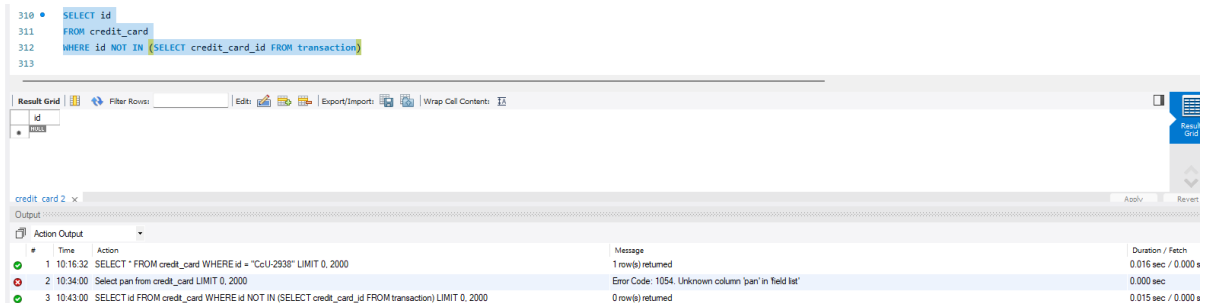 310 SELECT id
311 FROM credit_card
312 WHERE id NOT IN (SELECT credit_card_id FROM transaction)
313
Result Grid Filter Rows: Edit: Export/Import: Wrap Cell Content: IA
id
NULL
Result Grid
credit_card 2 x Apply Revert
Output
Action Output
# Time Action Message Duration / Fetch
1 10:16:32 SELECT * FROM credit_card WHERE id = "CcU-2938" LIMIT 0, 2000 1 row(s) returned 0.016 sec / 0.000 s
2 10:34:00 Select pan from credit_card LIMIT 0, 2000 Error Code: 1054. Unknown column 'pan' in 'field list' 0.000 sec
3 10:43:00 SELECT id FROM credit_card WHERE id NOT IN (SELECT credit_card_id FROM transaction) LIMIT 0, 2000 0 row(s) returned 0.015 sec / 0.000 s